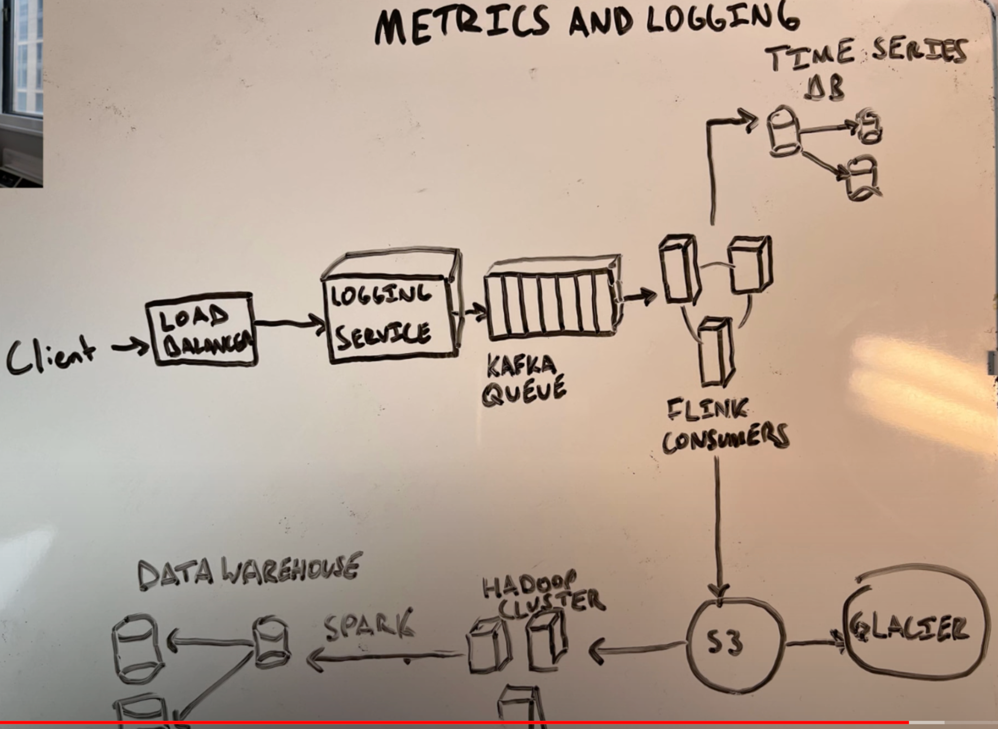 METRICS AND LOGGING
TIME SERIES
DB
LOGGING
SERVICE
LOAD
BALANCER
Client
KAFKA
QUEUE
FLINK
CONSUMERS
DATA WAREHOUSE
HADOOP
CLUSTER
SPARK
S3
GLACIER